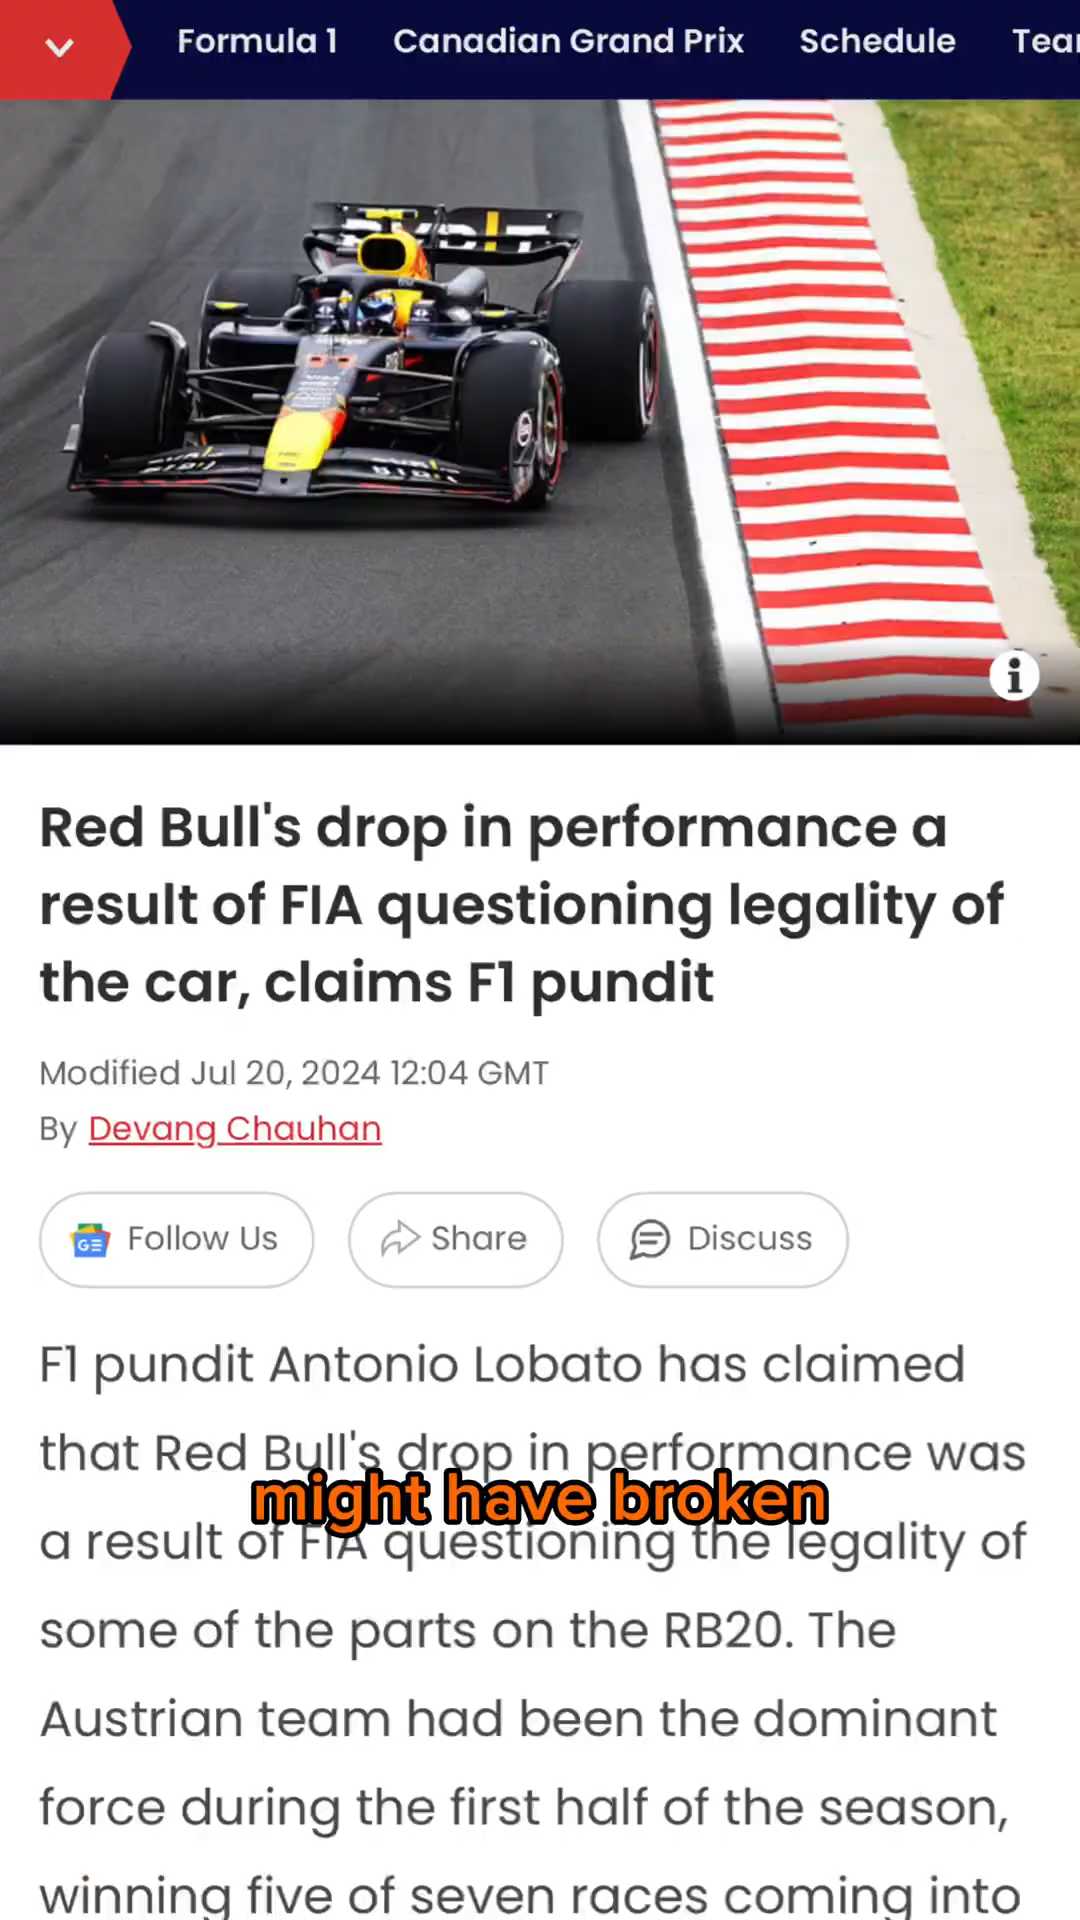 Formula 1 Canadian Grand Prix Schedule
Red Bull's drop in performance a
result of FIA questioning legality of
the car, claims F1 pundit
Modified Jul 20, 2024 12:04 GMT
By Devang Chauhan
GE Follow Us Share Discuss
F1 pundit Antonio Lobato has claimed
that Red Bull's drop in performance was
might have broken
a result of FIA questioning the legality of
some of the parts on the RB20. The
Austrian team had been the dominant
force during the first half of the season,
winning five of seven races coming into